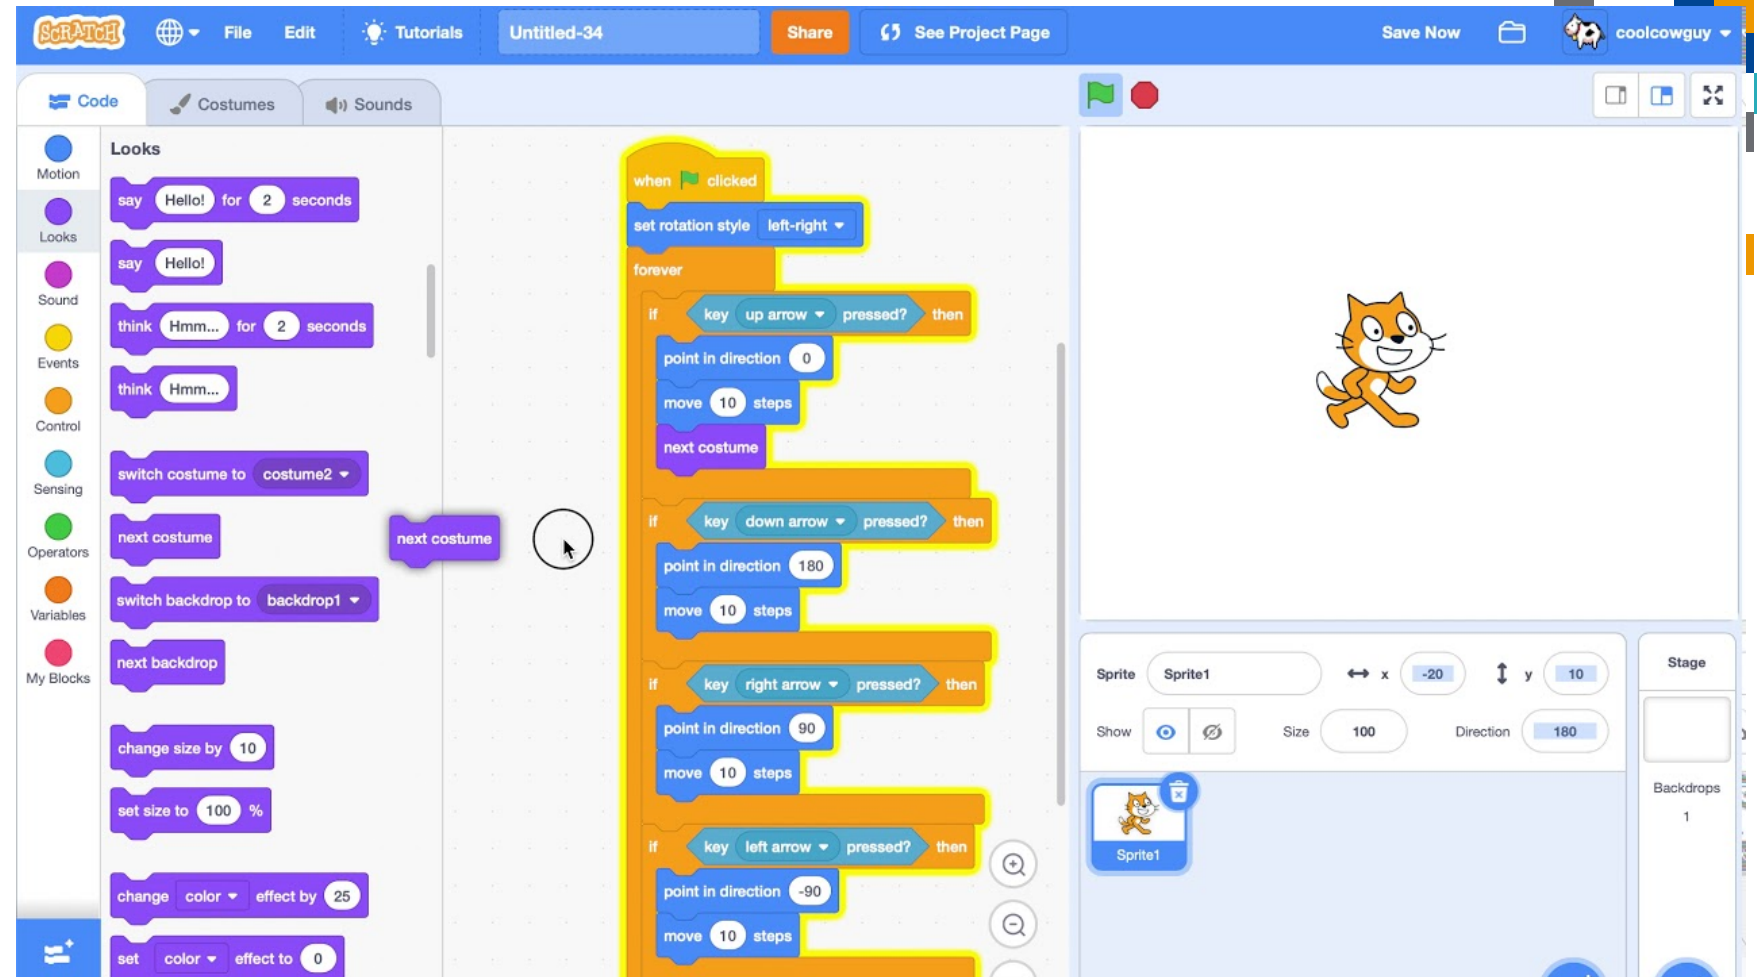 SCRATCH File Edit Tutorials Untitled-34 Share See Project Page Save Now coolcowguy
Code Costumes Sounds
Motion
Looks
Sound
Events
Control
Sensing
Operators
Variables
My Blocks
Looks
say Hello! for 2 seconds
say Hello!
think Hmm... for 2 seconds
think Hmm...
switch costume to costume2
next costume
switch backdrop to backdrop1
next backdrop
change size by 10
set size to 100 %
change color effect by 25
set color effect to 0
next costume
when clicked
set rotation style left-right
forever
if key up arrow pressed? then
point in direction 0
move 10 steps
next costume
if key down arrow pressed? then
point in direction 180
move 10 steps
if key right arrow pressed? then
point in direction 90
move 10 steps
if key left arrow pressed? then
point in direction -90
move 10 steps
Sprite Sprite1 x -20 y 10
Show Size 100 Direction 180
Sprite1
Stage
Backdrops
1